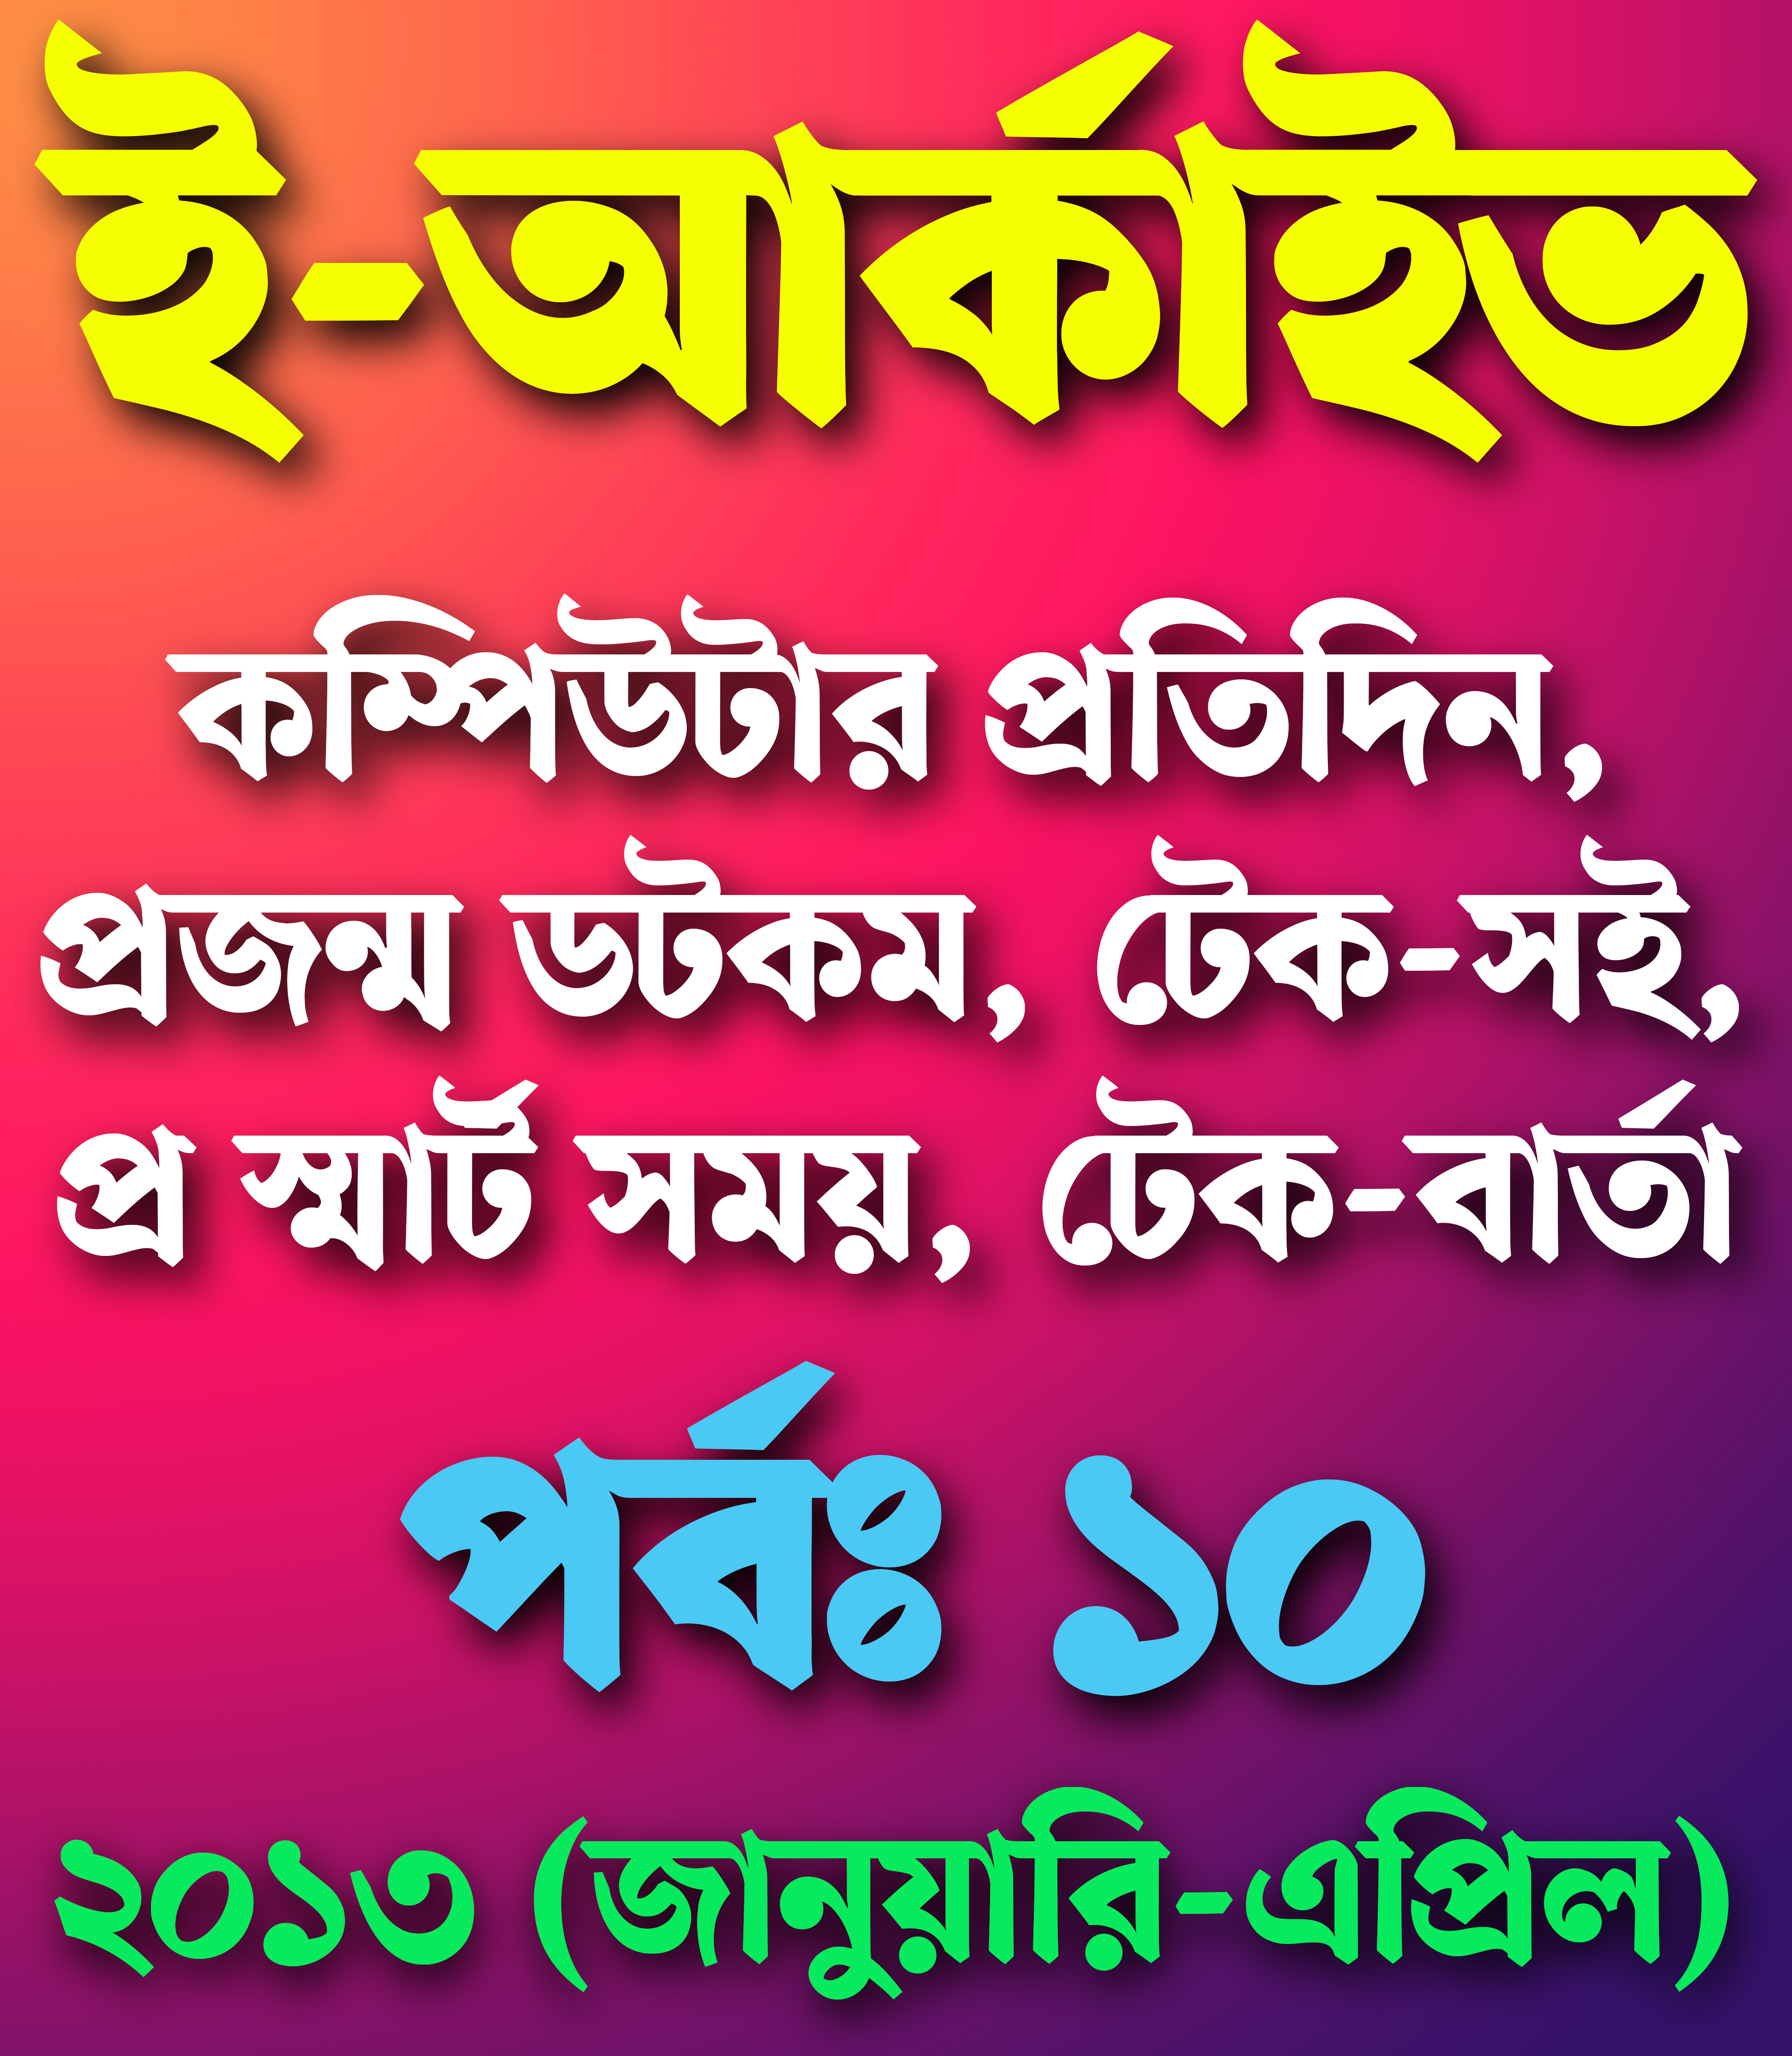 ই-আর্কাইভ
কম্পিউটার প্রতিদিন,
প্রজন্ম ডটকম, টেক-সই,
প্র স্মার্ট সময়, টেক-বার্তা
পর্বঃ ১০
২০১৩ (জানুয়ারি-এপ্রিল)